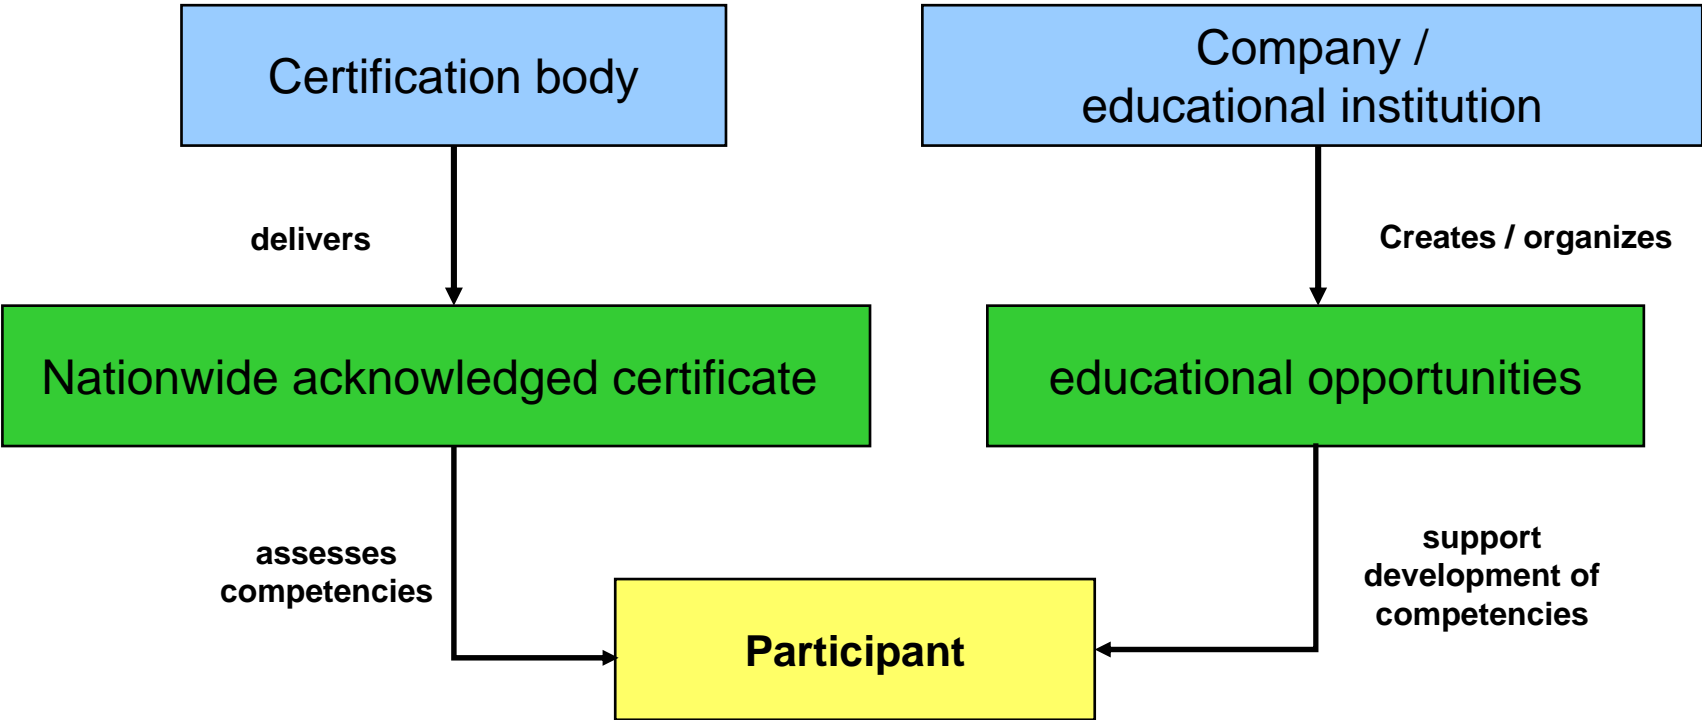 Certification body
Company /
educational institution
delivers
Creates / organizes
Nationwide acknowledged certificate
educational opportunities
assesses
competencies
support
development of
competencies
Participant